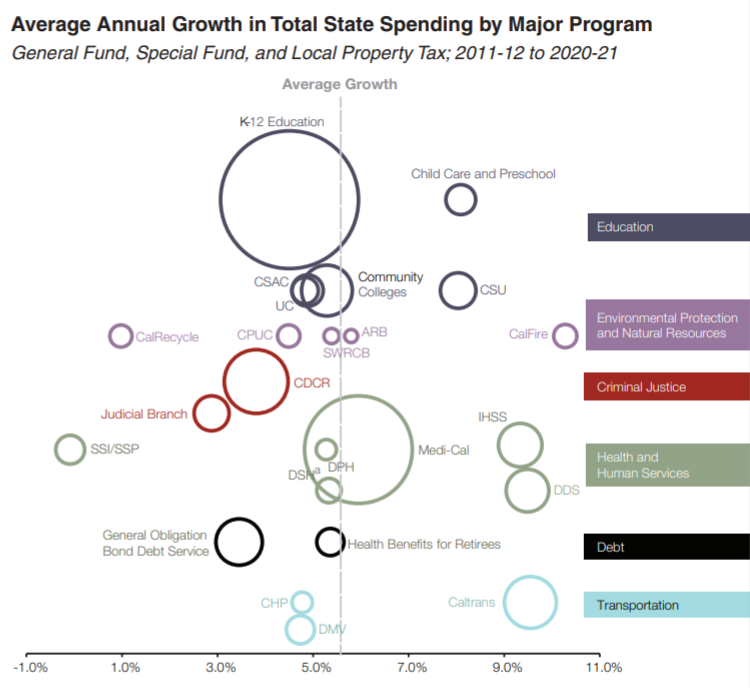 Average Annual Growth in Total State Spending by Major Program
General Fund, Special Fund, and Local Property Tax; 2011-12 to 2020-21
Average Growth
K-12 Education
Child Care and Preschool
Education
CSAC
Community
Colleges
UC
CSU
Environmental Protection
and Natural Resources
CalRecycle
CPUC
ARB
SWRCB
CalFire
CDCR
Criminal Justice
Judicial Branch
IHSS
SSI/SSP
Medi-Cal
Health and
Human Services
DPH
DSHa
DDS
General Obligation
Bond Debt Service
Health Benefits for Retirees
Debt
CHP
Caltrans
Transportation
DMV
-1.0% 1.0% 3.0% 5.0% 7.0% 9.0% 11.0%